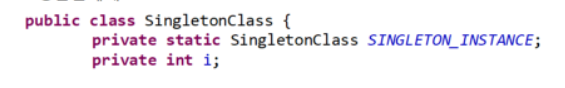 public class SingletonClass {
private static SingletonClass SINGLETON_INSTANCE;
private int i;